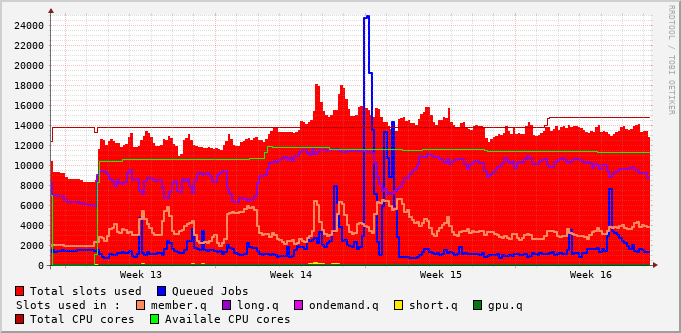 24000
22000
20000
18000
16000
14000
12000
10000
8000
6000
4000
2000
0
Week 13 Week 14 Week 15 Week 16
RRDTOOL / TOBI OETIKER
Total slots used Queued Jobs
Slots used in : member.q long.q ondemand.q short.q gpu.q
Total CPU cores Availale CPU cores